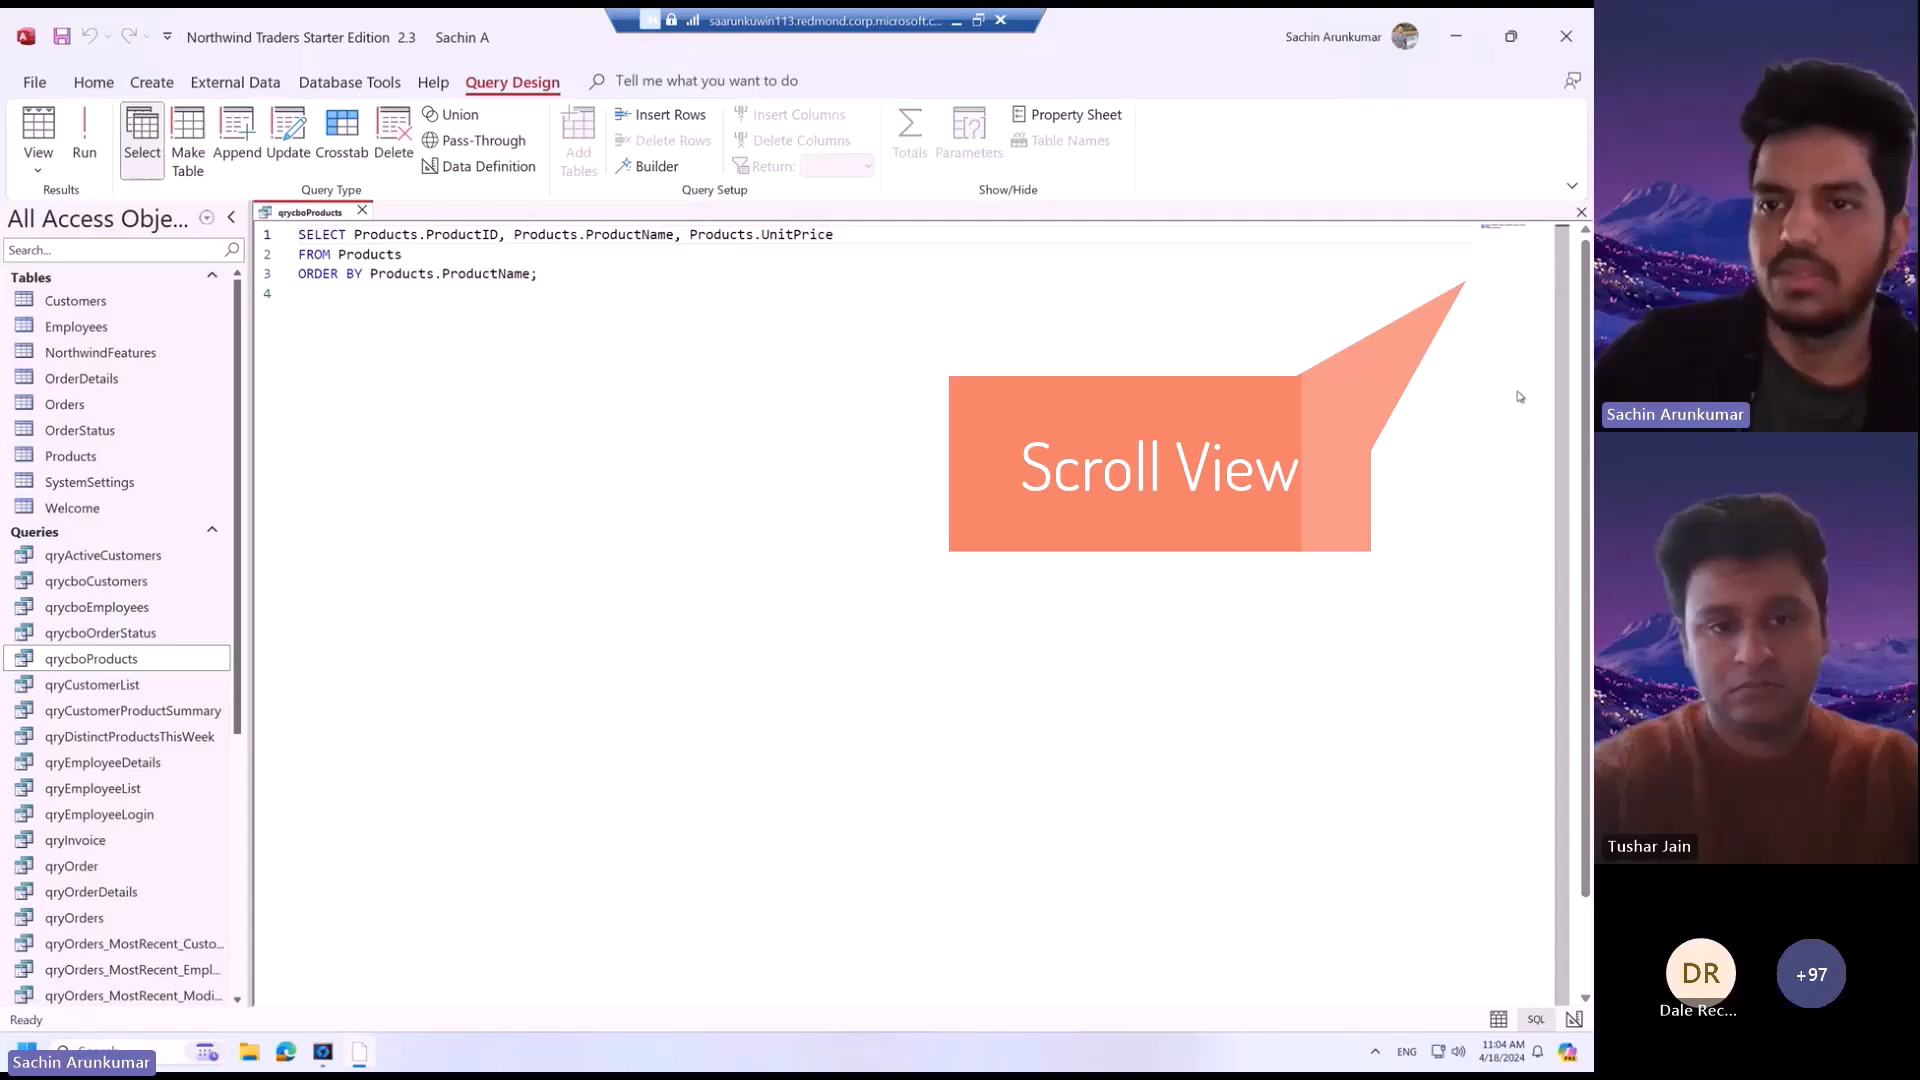 saarunkuwin113.redmond.corp.microsoft.c...
Northwind Traders Starter Edition 2.3 Sachin A
Sachin Arunkumar
File Home Create External Data Database Tools Help Query Design Tell me what you want to do
View
Run
Results
Select
Make Table
Append
Update
Crosstab
Delete
Union
Pass-Through
Data Definition
Query Type
Add Tables
Insert Rows
Delete Rows
Builder
Insert Columns
Delete Columns
Return:
Query Setup
Totals
Parameters
Property Sheet
Table Names
Show/Hide
All Access Obje...
Search...
Tables
Customers
Employees
NorthwindFeatures
OrderDetails
Orders
OrderStatus
Products
SystemSettings
Welcome
Queries
qryActiveCustomers
qrycboCustomers
qrycboEmployees
qrycboOrderStatus
qrycboProducts
qryCustomerList
qryCustomerProductSummary
qryDistinctProductsThisWeek
qryEmployeeDetails
qryEmployeeList
qryEmployeeLogin
qryInvoice
qryOrder
qryOrderDetails
qryOrders
qryOrders_MostRecent_Custo...
qryOrders_MostRecent_Empl...
qryOrders_MostRecent_Modi...
qrycboProducts
1 SELECT Products.ProductID, Products.ProductName, Products.UnitPrice
2 FROM Products
3 ORDER BY Products.ProductName;
4
Scroll View
Sachin Arunkumar
Tushar Jain
DR
Dale Rec...
+97
Ready
SQL
Sachin Arunkumar
ENG
11:04 AM
4/18/2024